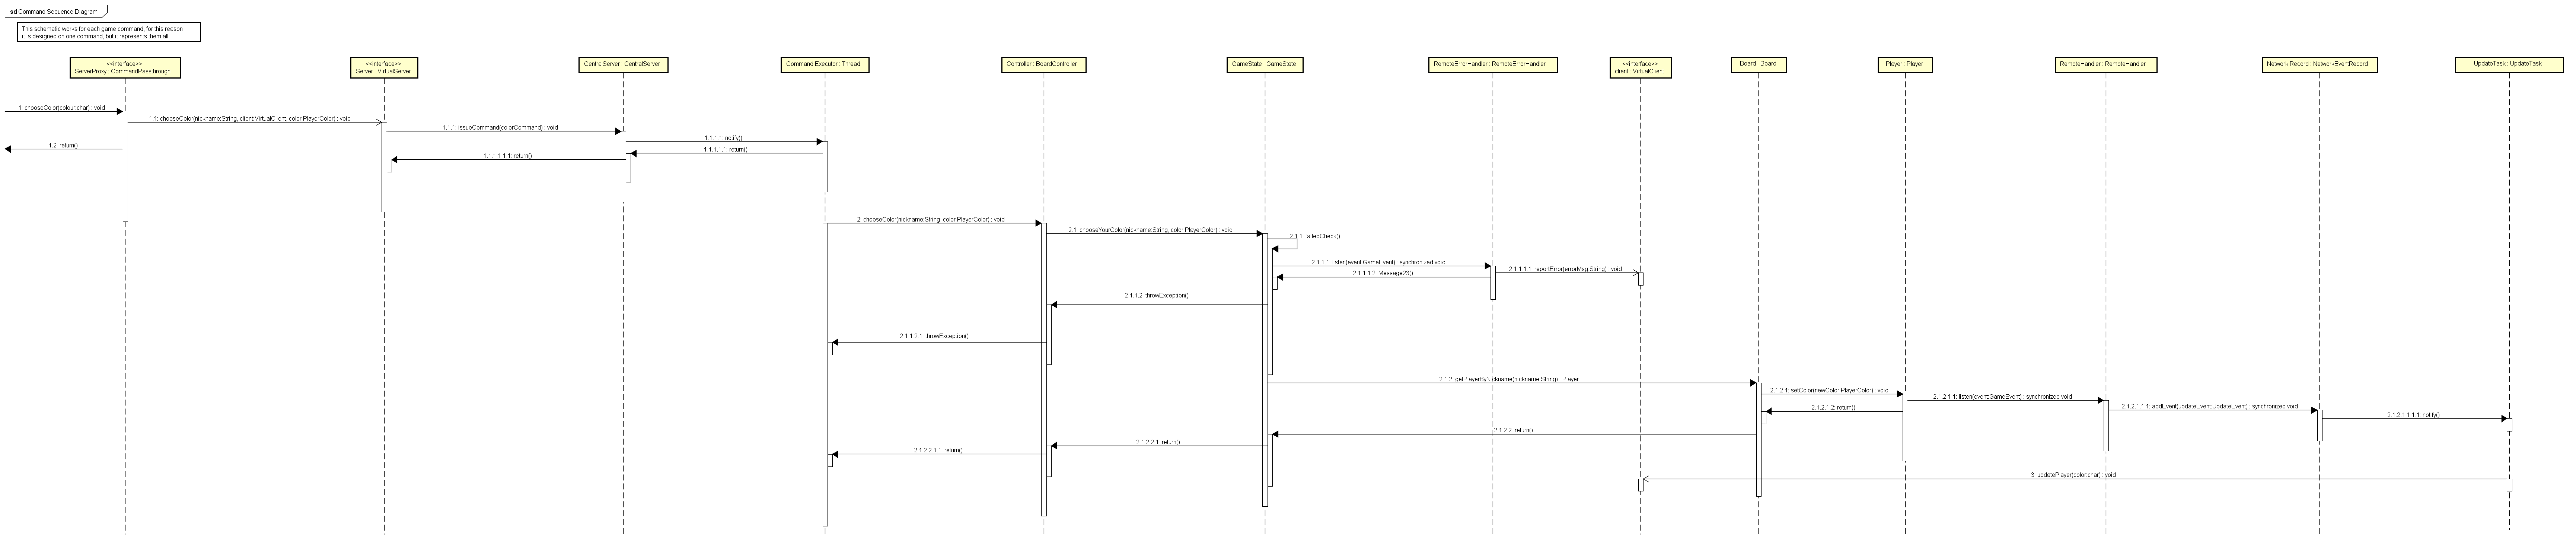 sd Command Sequence Diagram
This schematic works for each game command, for this reason
it is designed on one command, but it represents them all.
<<interface>>
ServerProxy : CommandPassthrough
<<interface>>
Server : VirtualServer
CentralServer : CentralServer
Command Executor : Thread
Controller : BoardController
GameState : GameState
RemoteErrorHandler : RemoteErrorHandler
<<interface>>
client : VirtualClient
Board : Board
Player : Player
RemoteHandler : RemoteHandler
Network Record : NetworkEventRecord
UpdateTask : UpdateTask
1: chooseColor(colour:char) : void
1.1: chooseColor(nickname:String, client:VirtualClient, color:PlayerColor) : void
1.1.1: issueCommand(colorCommand) : void
1.1.1.1: notify()
1.2: return()
1.1.1.1.1: return()
1.1.1.1.1.1: return()
2: chooseColor(nickname:String, color:PlayerColor) : void
2.1: chooseYourColor(nickname:String, color:PlayerColor) : void
2.1.1: failedCheck()
2.1.1.1: listen(event:GameEvent) : synchronized void
2.1.1.1.1: reportError(errorMsg:String) : void
2.1.1.1.2: Message23()
2.1.1.2: throwException()
2.1.1.2.1: throwException()
2.1.2: getPlayerByNickname(nickname:String) : Player
2.1.2.1: setColor(newColor:PlayerColor) : void
2.1.2.1.1: listen(event:GameEvent) : synchronized void
2.1.2.1.1.1: addEvent(updateEvent:UpdateEvent) : synchronized void
2.1.2.1.1.1.1: notify()
2.1.2.1.2: return()
2.1.2.2: return()
2.1.2.2.1: return()
2.1.2.2.1.1: return()
3: updatePlayer(color:char) : void